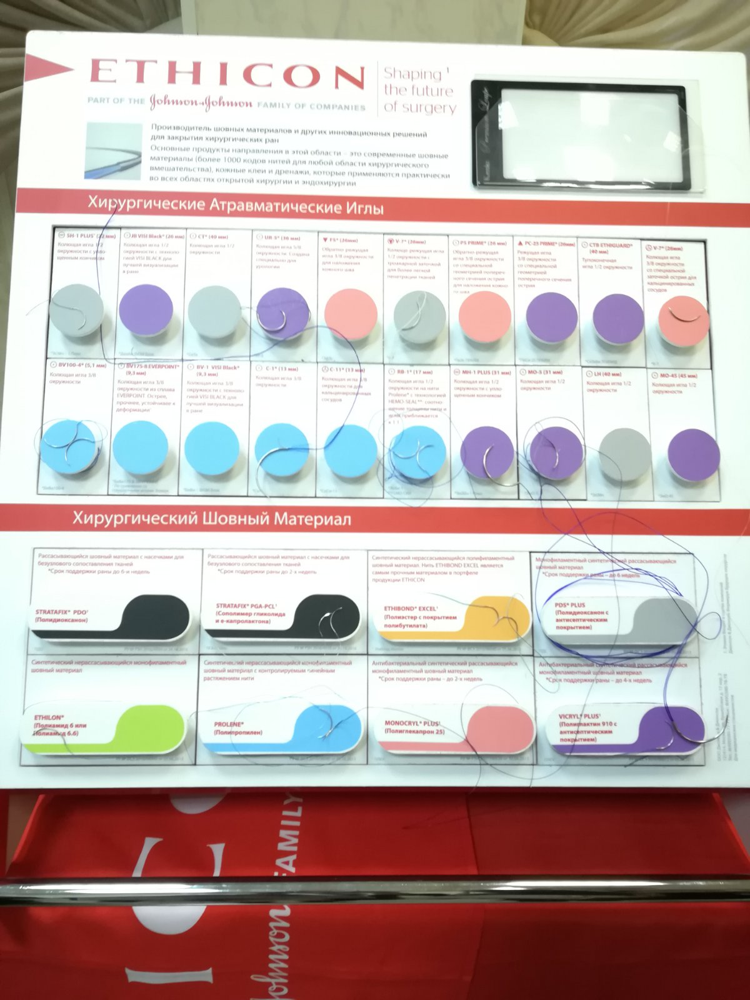 ETHICON
PART OF THE Johnson+Johnson FAMILY OF COMPANIES
Shaping
the future
of surgery
Производитель шовных материалов и других инновационных решений
для закрытия хирургических ран
Основные продукты направления в этой области – это современные шовные
материалы (более 1000 кодов нитей для любой области хирургического
вмешательства), кожные клеи и дренажи, которые применяются практически
во всех областях открытой хирургии и эндохирургии
Хирургические Атравматические Иглы
SH-1 PLUS* (22 мм)
Колющая игла 1/2
окружности с упло-
щенным кончиком
JB VISI Black* (26 мм)
Колющая игла 1/2
окружности с техноло-
гией VISI BLACK для
лучшей визуализации
в ране
CT* (40 мм)
Колющая игла 1/2
окружности
UR-5* (36 мм)
Колющая игла 5/8
окружности. Создана
специально для
урологии
FS* (26мм)
Обратно-режущая
игла 3/8 окружности
для наложения
кожного шва
V-7* (26мм)
Колюще-режущая игла
1/2 окружности с
троакарной заточкой
для более легкой
пенетрации тканей
PS PRIME* (26 мм)
Обратно-режущая
игла 3/8 окружности
со специальной
геометрией попереч-
ного сечения острия
для наложения кожно-
го шва
PC-25 PRIME* (26мм)
Режущая игла
3/8 окружности
со специальной
геометрией
поперечного сечения
острия
CTB ETHIGUARD*
(40 мм)
Тупоконечная
игла 1/2 окружности
V-7* (26мм)
Колющая игла
3/8 окружности
со специальной
заточкой острия для
кальцинированных
сосудов
BV100-4* (5,1 мм)
Колющая игла 3/8
окружности
BV175-8 EVERPOINT*
(9,3 мм)
Колющая игла 3/8
окружности из сплава
EVERPOINT Острее,
прочнее, устойчивее к
деформации
BV-1 VISI Black*
(9,3 мм)
Колющая игла 3/8
окружности с техноло-
гией VISI BLACK для
лучшей визуализации
в ране
C-1* (13 мм)
Колющая игла 3/8
окружности
C-11* (13 мм)
Колющая игла 3/8
окружности для
кальцинированных
сосудов
RB-1* (17 мм)
Колющая игла 1/2
окружности на нити
Prolene* с технологией
HEMO-SEAL** соотно-
шение толщины нити и
иглы приближается
к 1:1
MH-1 PLUS (31 мм)
Колющая игла 1/2
окружности с упло-
щенным кончиком
MO-5 (31 мм)
Колющая игла 1/2
окружности
LH (40 мм)
Колющая игла 1/2
окружности
MO-45 (45 мм)
Колющая игла 1/2
окружности
Хирургический Шовный Материал
Рассасывающийся шовный материал с насечками для
безузлового сопоставления тканей
*Срок поддержки раны до 6-и недель
STRATAFIX* PDO¹
(Полидиоксанон)
Рассасывающийся шовный материал с насечками для
безузлового сопоставления тканей
*Срок поддержки раны до 2-х недель
STRATAFIX* PGA-PCL¹
(Сополимер гликолида
и е-капролактона)
Синтетический нерассасывающийся полифиламентный
шовный материал. Нить ETHIBOND EXCEL является
самым прочным материалом в портфеле
продукции ETHICON
ETHIBOND* EXCEL¹
(Полиэстер с покрытием
полибутилата)
Монофиламентный синтетический рассасывающийся
шовный материал
*Срок поддержки раны – до 6 недель
PDS* PLUS
(Полидиоксанон с
антисептическим
покрытием)
Синтетический нерассасывающийся монофиламентный
шовный материал
ETHILON*
(Полиамид 6 или
Полиамид 6.6)
Синтетический нерассасывающийся монофиламентный
шовный материал с контролируемым линейным
растяжением нити
PROLENE*
(Полипропилен)
Антибактериальный синтетический рассасывающийся
монофиламентный шовный материал
*Срок поддержки раны – до 2-х недель
MONOCRYL* PLUS¹
(Полиглекапрон 25)
Антибактериальный синтетический рассасывающийся
монофиламентный шовный материал
*Срок поддержки раны – до 4-х недель
VICRYL* PLUS¹
(Полиглактин 910 с
антисептическим
покрытием)
Johnson FAMILY